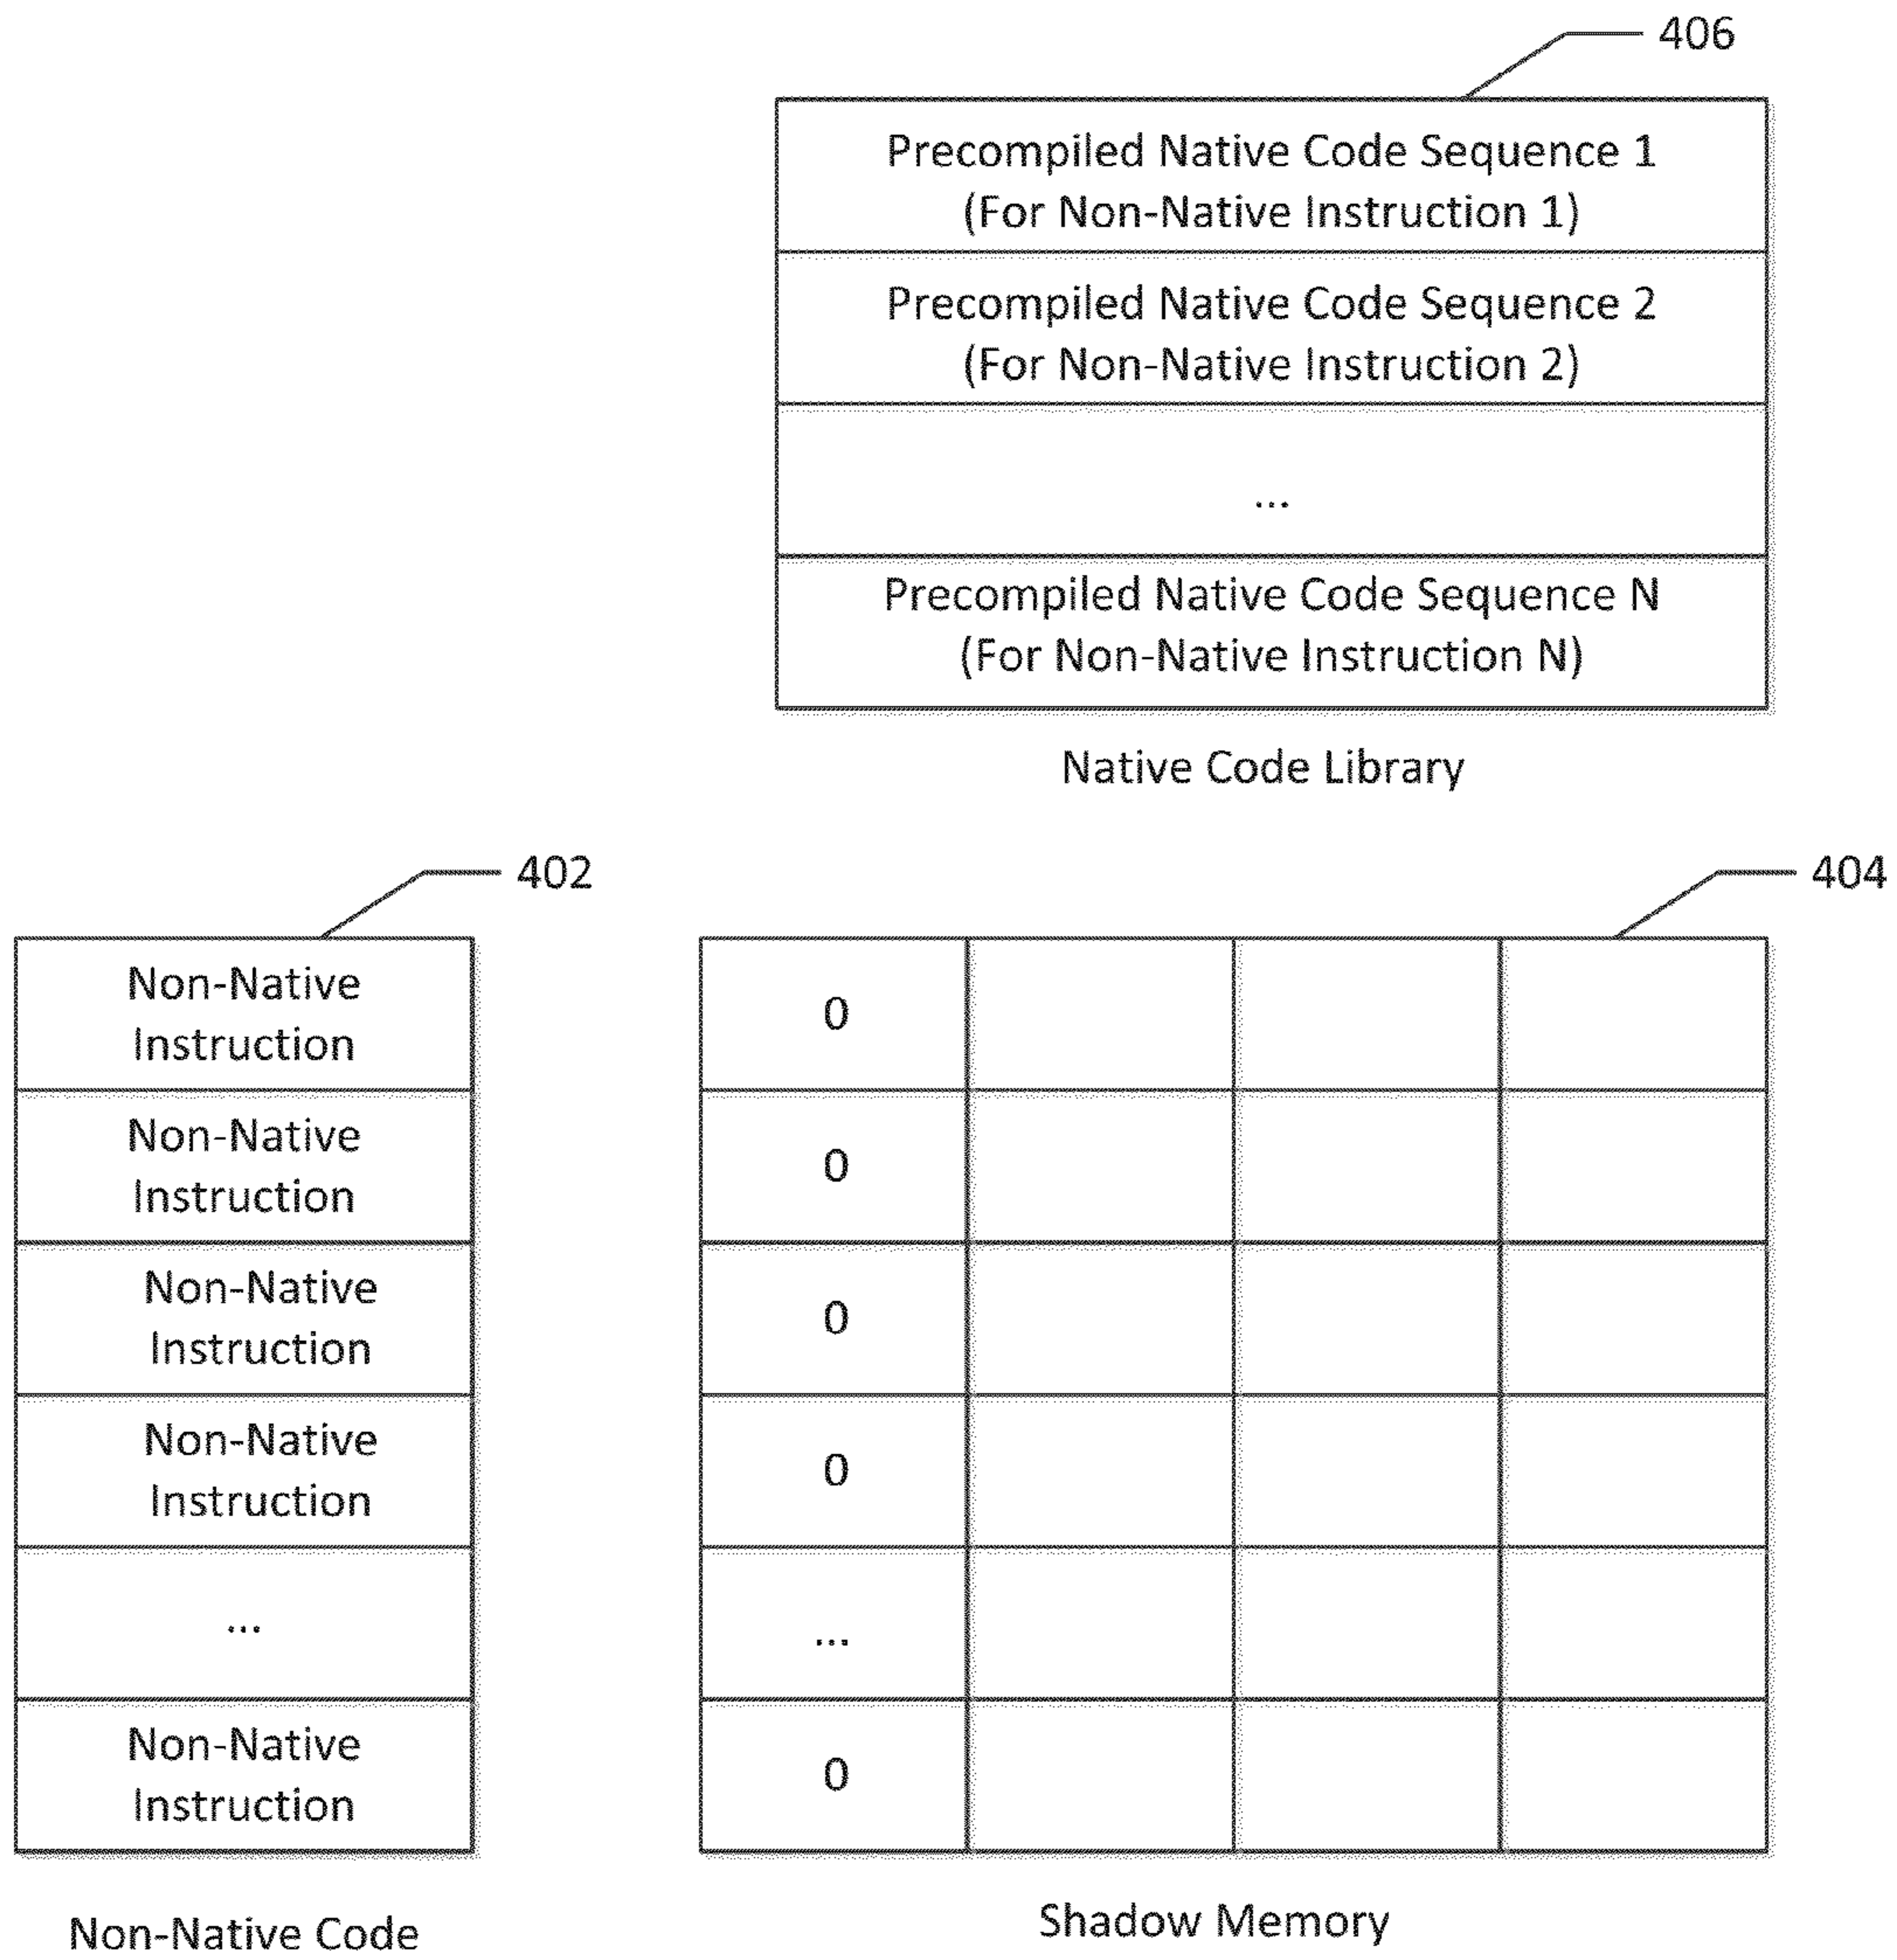 406
Precompiled Native Code Sequence 1
(For Non-Native Instruction 1)
Precompiled Native Code Sequence 2
(For Non-Native Instruction 2)
...
Precompiled Native Code Sequence N
(For Non-Native Instruction N)
Native Code Library
402
Non-Native
Instruction
Non-Native
Instruction
Non-Native
Instruction
Non-Native
Instruction
...
Non-Native
Instruction
Non-Native Code
404
0
0
0
0
...
0
Shadow Memory